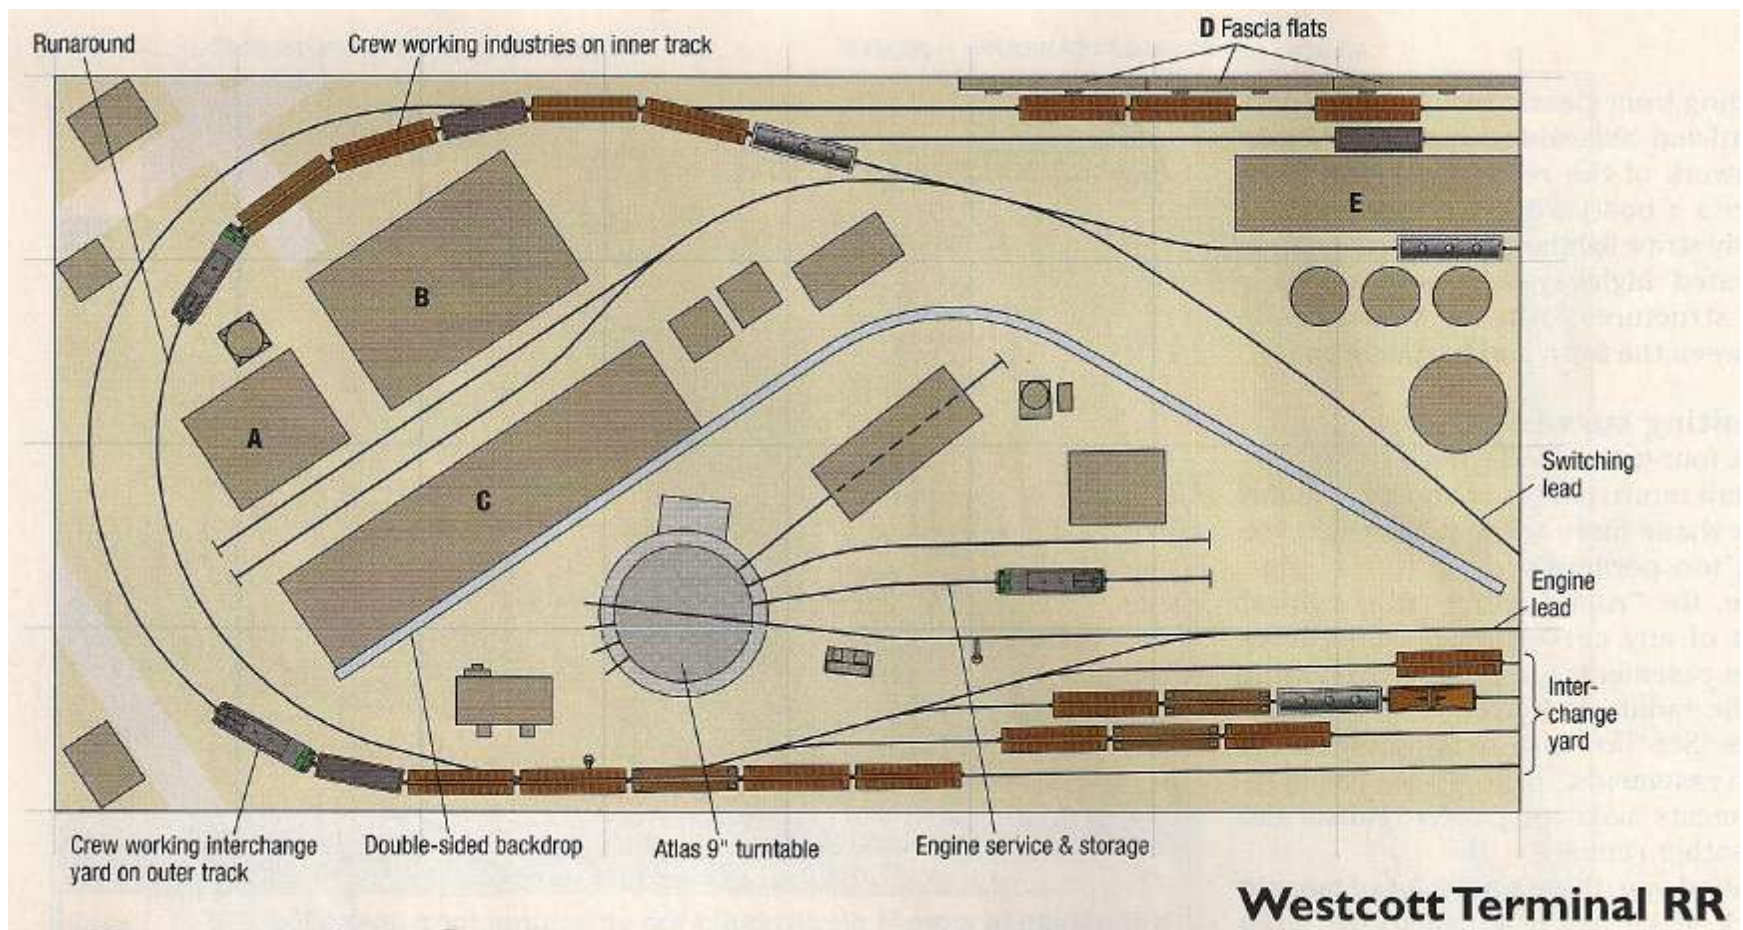 Runaround
Crew working industries on inner track
D Fascia flats
E
B
A
C
Switching
lead
Engine
lead
Inter-
change
yard
Crew working interchange
yard on outer track
Double-sided backdrop
Atlas 9" turntable
Engine service & storage
Westcott Terminal RR